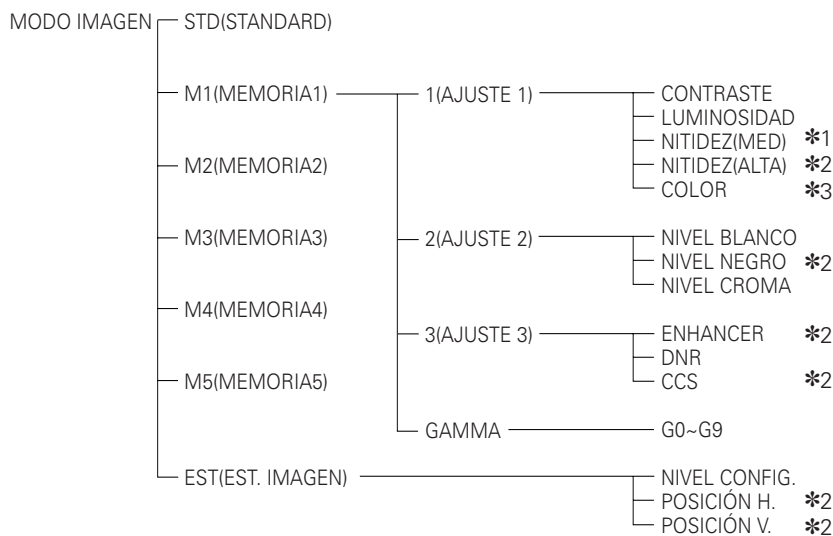 MODO IMAGEN STD(STANDARD)
M1(MEMORIA1) 1(AJUSTE 1) CONTRASTE
LUMINOSIDAD
NITIDEZ(MED) ✻1
M2(MEMORIA2) NITIDEZ(ALTA) ✻2
COLOR ✻3
M3(MEMORIA3) 2(AJUSTE 2) NIVEL BLANCO
NIVEL NEGRO ✻2
NIVEL CROMA
M4(MEMORIA4)
3(AJUSTE 3) ENHANCER ✻2
DNR
M5(MEMORIA5) CCS ✻2
GAMMA G0~G9
EST(EST. IMAGEN) NIVEL CONFIG.
POSICIÓN H. ✻2
POSICIÓN V. ✻2